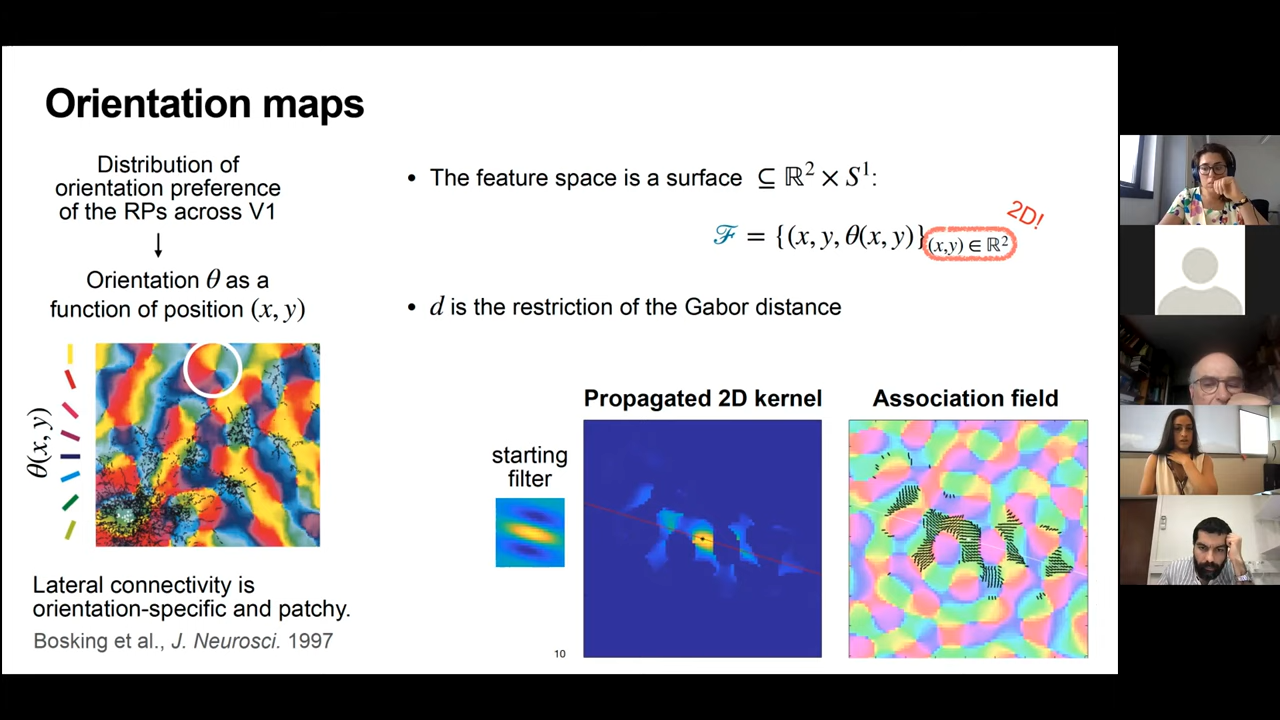 Orientation maps
Distribution of
orientation preference
of the RPs across V1
↓
Orientation θ as a
function of position (x, y)
θ(x, y)
Lateral connectivity is
orientation-specific and patchy.
Bosking et al., J. Neurosci. 1997
• The feature space is a surface ⊆ ℝ² × S¹:
2D!
ℱ = {(x, y, θ(x, y)}(x,y) ∈ ℝ²
• d is the restriction of the Gabor distance
starting
filter
Propagated 2D kernel
Association field
10